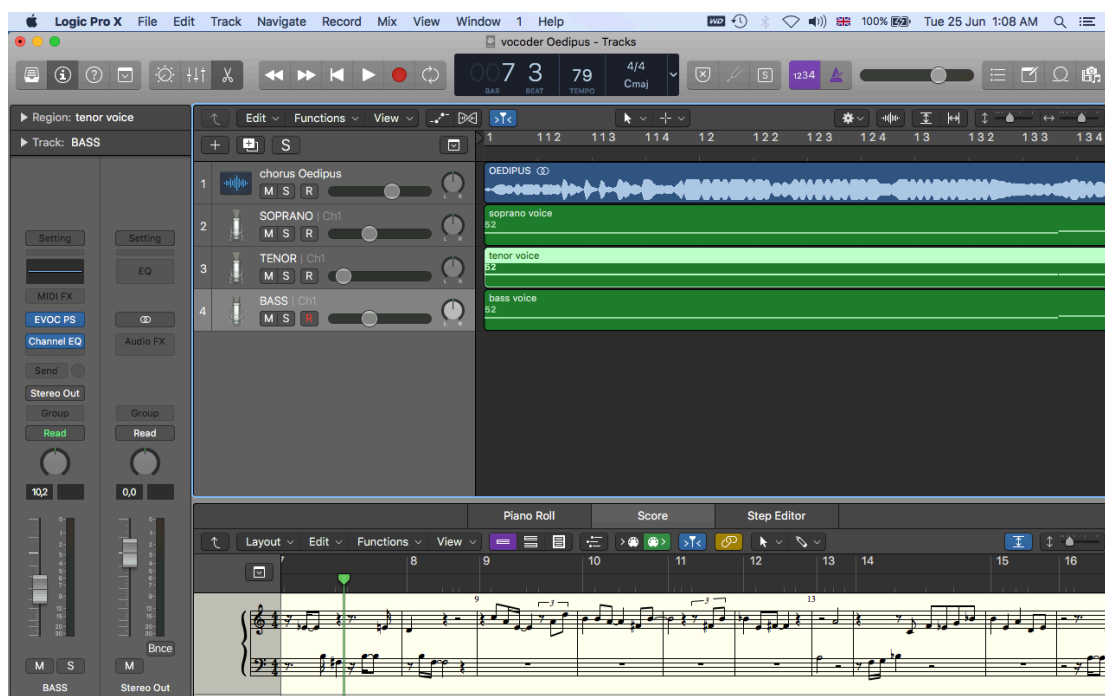 Logic Pro X File Edit Track Navigate Record Mix View Window 1 Help 100% Tue 25 Jun 1:08 AM
vocoder Oedipus - Tracks
007 3 79 4/4 Cmaj
BAR BEAT TEMPO
S 1234
Region: tenor voice
Track: BASS
Edit Functions View
S
1 112 113 114 12 122 123 124 13 132 133 134
1 chorus Oedipus
M S R L R
OEDIPUS
2 SOPRANO | Ch1
M S R L R
soprano voice
52
3 TENOR | Ch1
M S R L R
tenor voice
52
4 BASS | Ch1
M S R L R
bass voice
52
Setting Setting
EQ
MIDI FX
EVOC PS
Channel EQ Audio FX
Send
Stereo Out
Group Group
Read Read
10,2 0,0
Bnce
M S M
BASS Stereo Out
Piano Roll Score Step Editor
Layout Edit Functions View
7 8 9 10 11 12 13 14 15 16
9 3 3 13